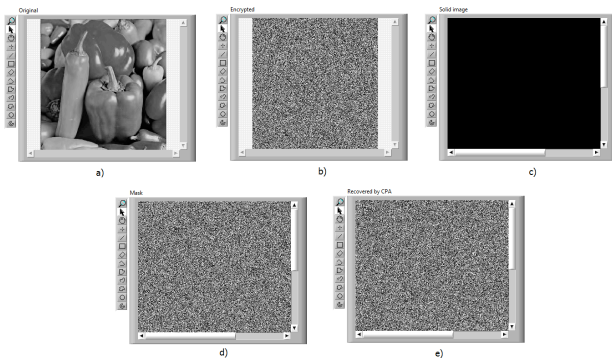 Original
Encrypted
Solid image
a)
b)
c)
Mask
Recovered by CPA
d)
e)